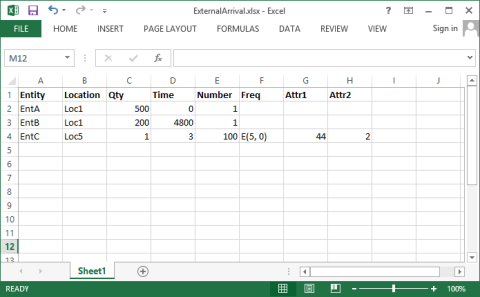 ExternalArrival.xlsx - Excel
FILE HOME INSERT PAGE LAYOUT FORMULAS DATA REVIEW VIEW Sign in
M12 fx
A B C D E F G H I J
1 Entity Location Qty Time Number Freq Attr1 Attr2
2 EntA Loc1 500 0 1
3 EntB Loc1 200 4800 1
4 EntC Loc5 1 3 100 E(5, 0) 44 2
5
6
7
8
9
10
11
12
13
Sheet1
READY 100%